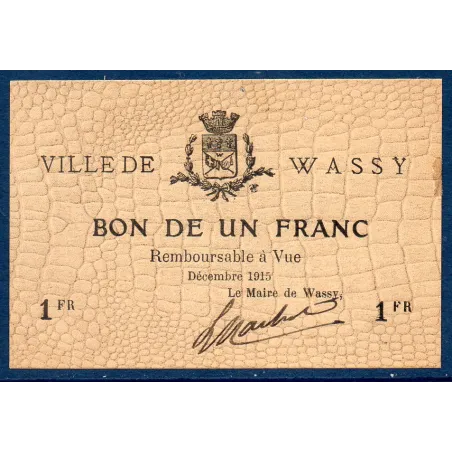 VILLE DE WASSY
BON DE UN FRANC
Remboursable à Vue
Décembre 1915
Le Maire de Wassy,
1 FR 1 FR